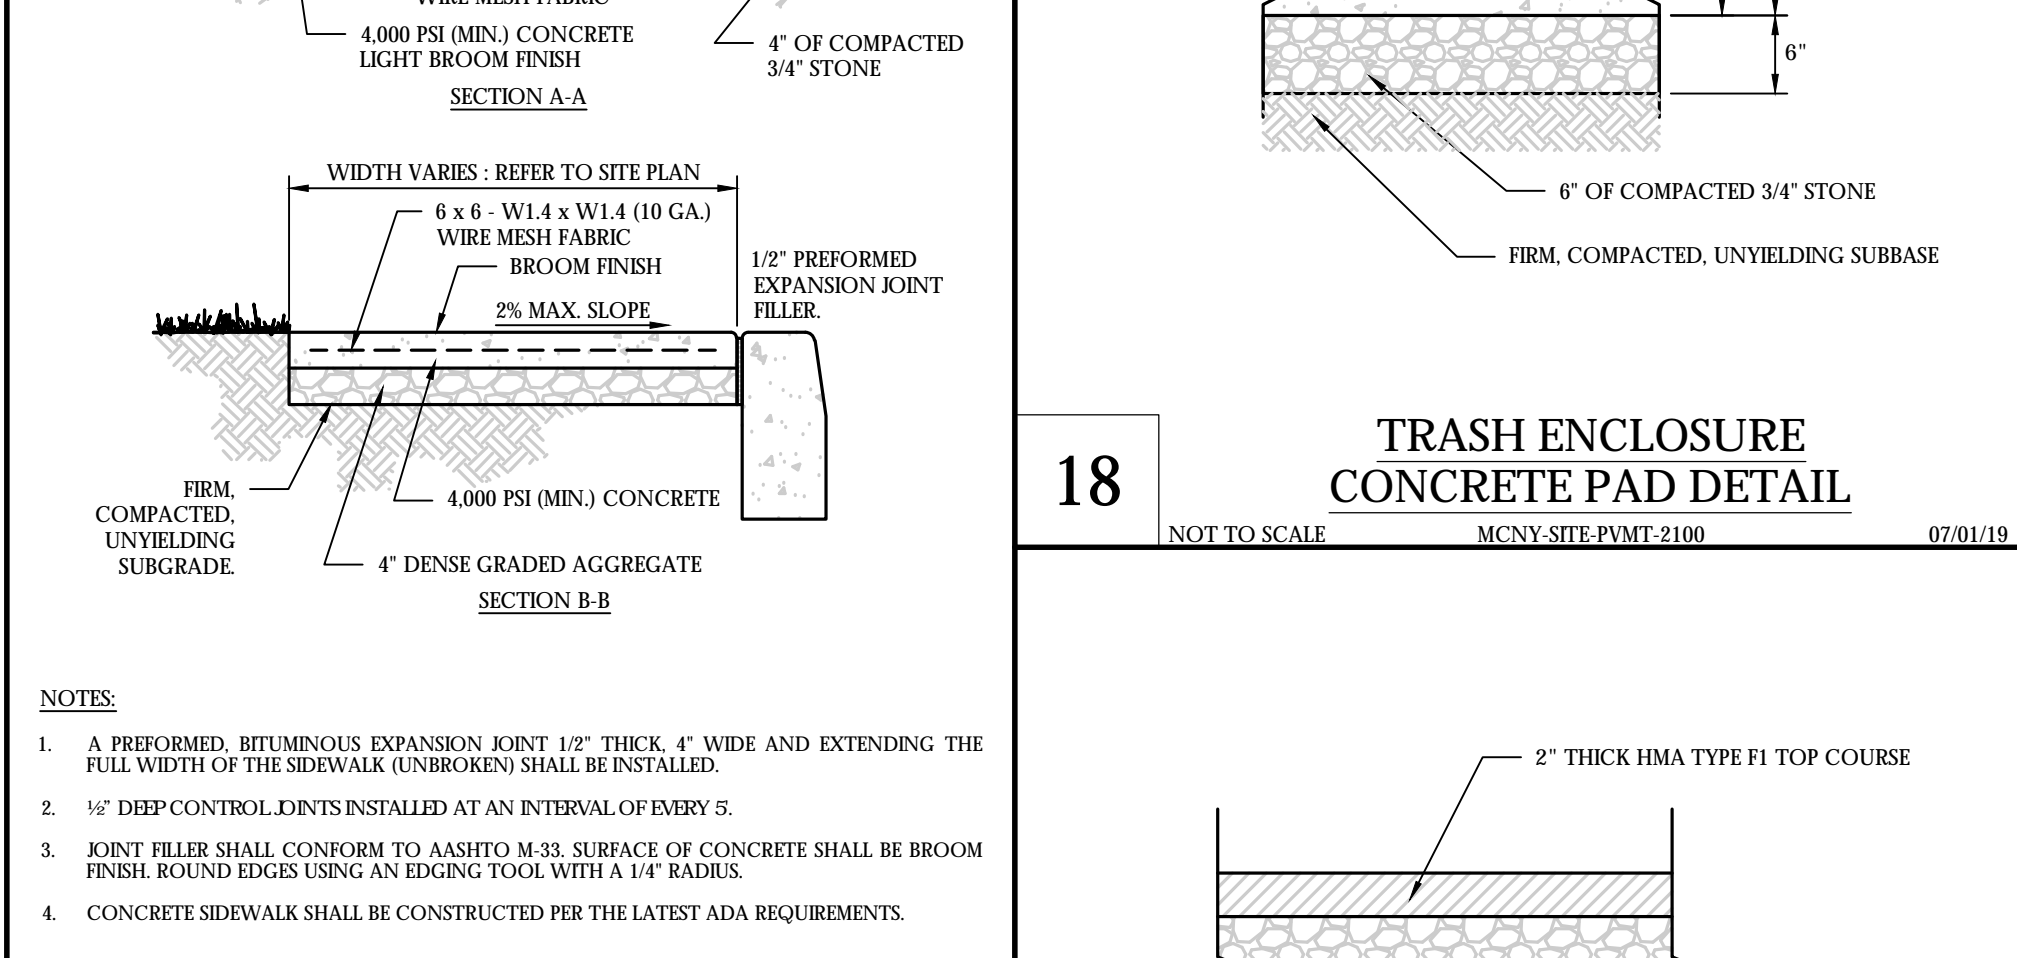 WIRE MESH FABRIC
4,000 PSI (MIN.) CONCRETE
LIGHT BROOM FINISH
4" OF COMPACTED
3/4" STONE
SECTION A-A
WIDTH VARIES : REFER TO SITE PLAN
6 x 6 - W1.4 x W1.4 (10 GA.)
WIRE MESH FABRIC
BROOM FINISH
2% MAX. SLOPE
1/2" PREFORMED
EXPANSION JOINT
FILLER.
FIRM,
COMPACTED,
UNYIELDING
SUBGRADE.
4,000 PSI (MIN.) CONCRETE
4" DENSE GRADED AGGREGATE
SECTION B-B
NOTES:
1. A PREFORMED, BITUMINOUS EXPANSION JOINT 1/2" THICK, 4" WIDE AND EXTENDING THE
FULL WIDTH OF THE SIDEWALK (UNBROKEN) SHALL BE INSTALLED.
2. ½" DEEP CONTROL JOINTS INSTALLED AT AN INTERVAL OF EVERY 5'.
3. JOINT FILLER SHALL CONFORM TO AASHTO M-33. SURFACE OF CONCRETE SHALL BE BROOM
FINISH. ROUND EDGES USING AN EDGING TOOL WITH A 1/4" RADIUS.
4. CONCRETE SIDEWALK SHALL BE CONSTRUCTED PER THE LATEST ADA REQUIREMENTS.
6"
6" OF COMPACTED 3/4" STONE
FIRM, COMPACTED, UNYIELDING SUBBASE
18
TRASH ENCLOSURE
CONCRETE PAD DETAIL
NOT TO SCALE MCNY-SITE-PVMT-2100 07/01/19
2" THICK HMA TYPE F1 TOP COURSE